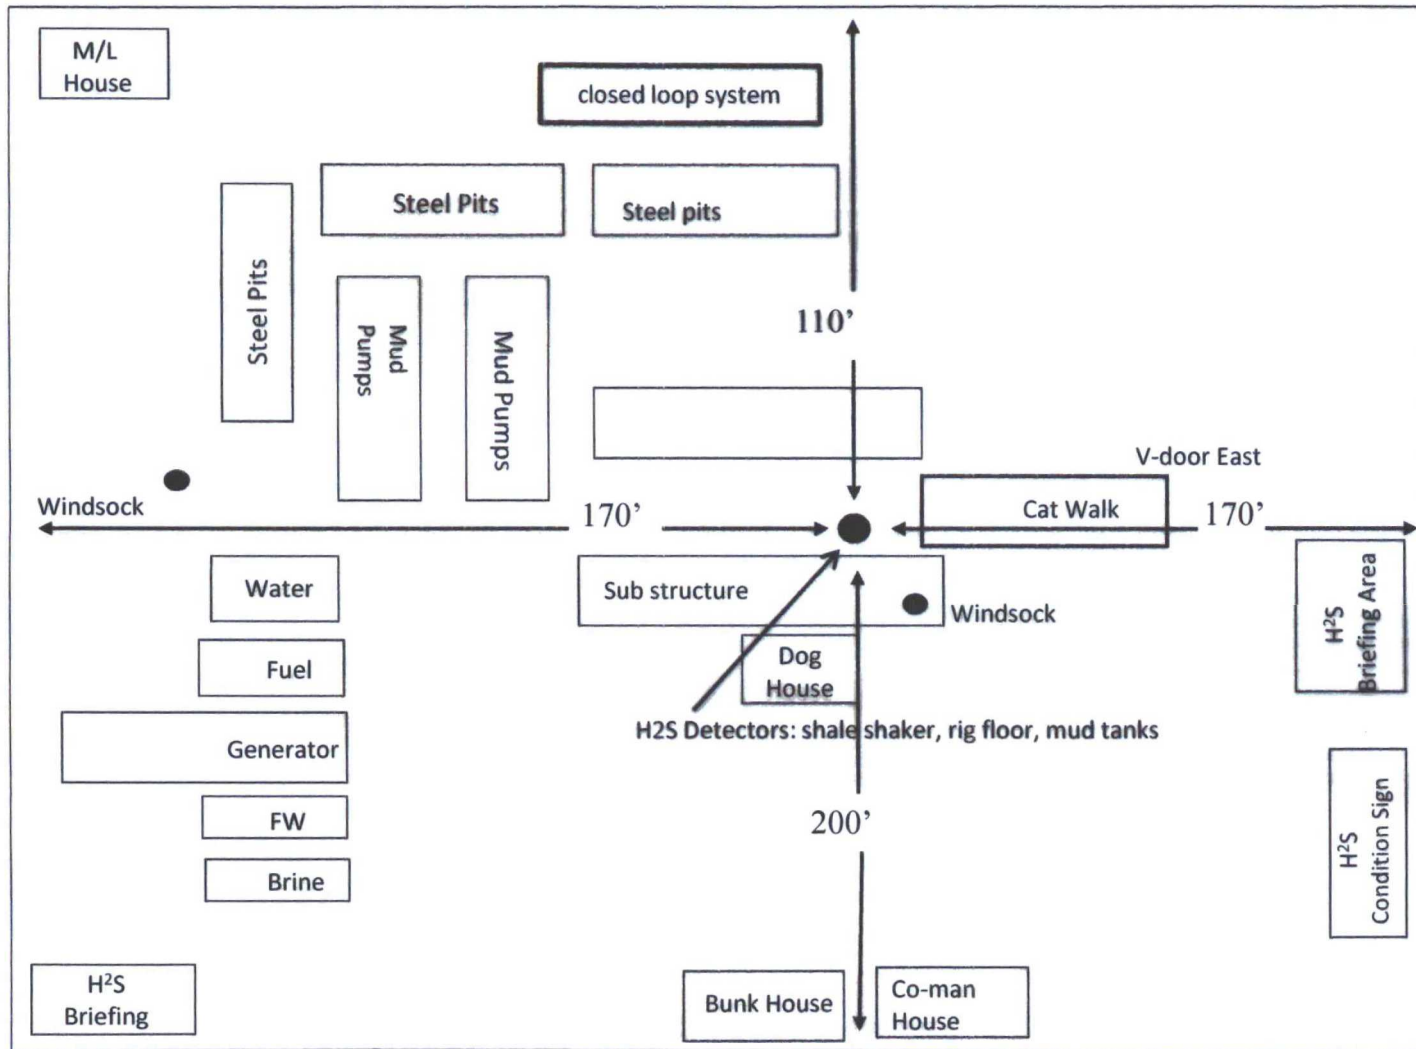 M/L
House
closed loop system
Steel Pits
Steel pits
Steel Pits
Mud
Pumps
Mud Pumps
110’
V-door East
Windsock
170’
Cat Walk
170’
Water
Sub structure
Windsock
H²S
Briefing Area
Fuel
Dog
House
H2S Detectors: shale shaker, rig floor, mud tanks
Generator
FW
200’
H²S
Condition Sign
Brine
H²S
Briefing
Bunk House
Co-man
House